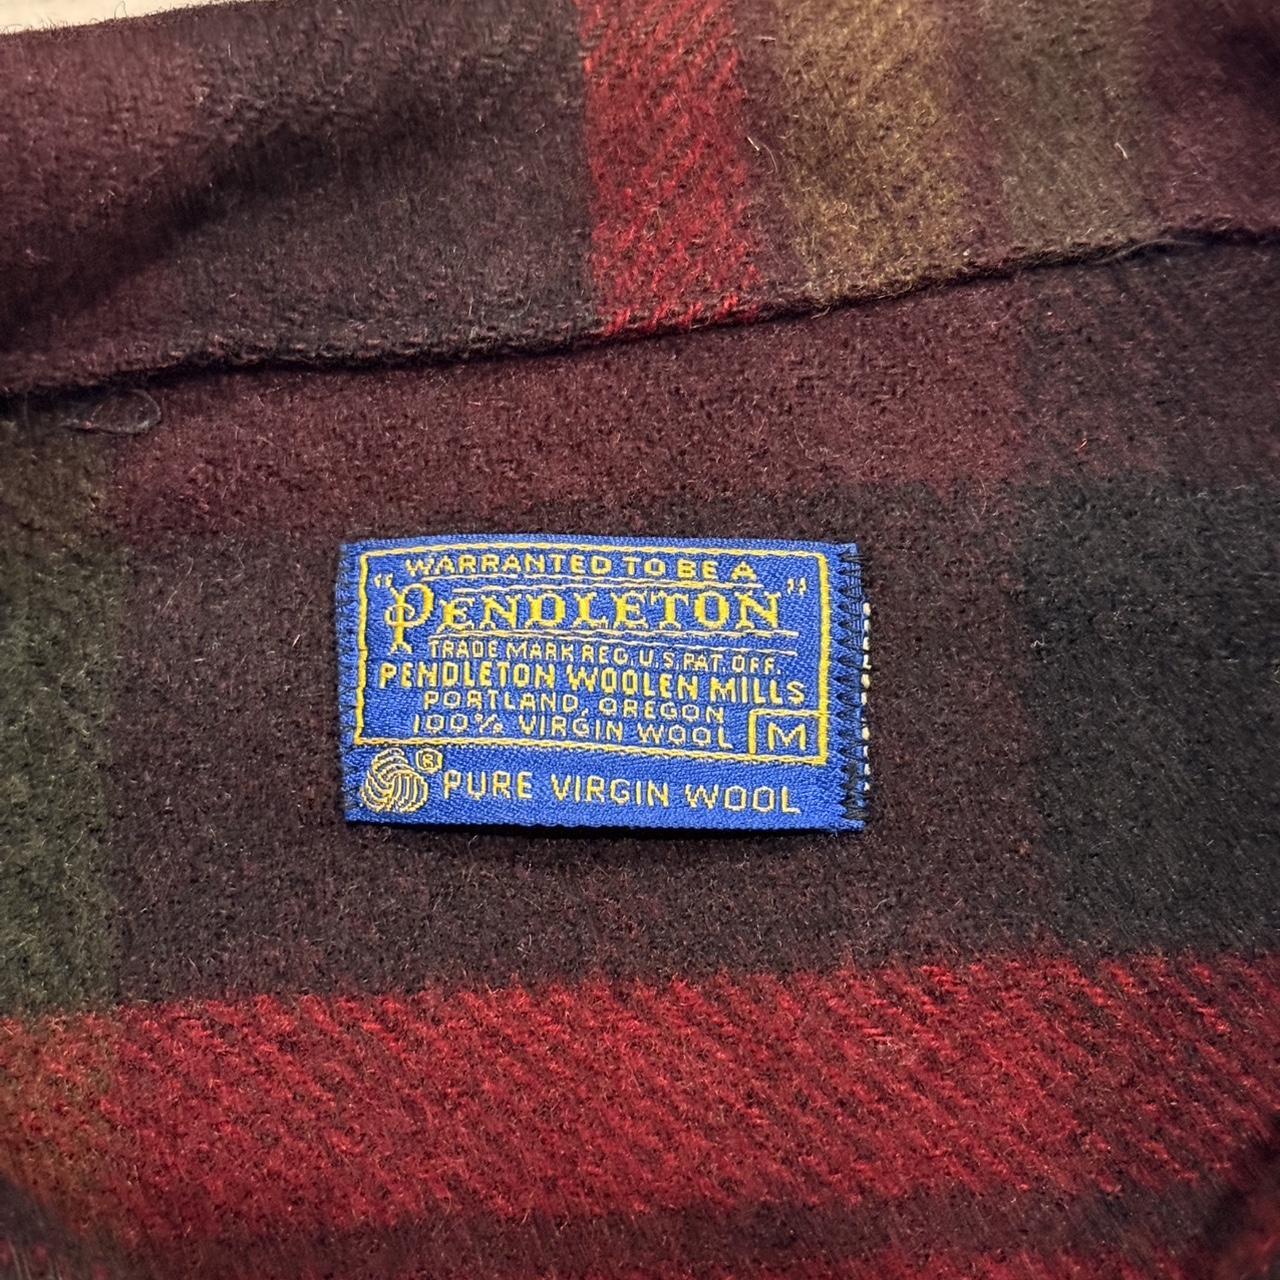 WARRANTED TO BE A
"PENDLETON"
TRADE MARK REG. U.S. PAT. OFF.
PENDLETON WOOLEN MILLS
PORTLAND, OREGON
100% VIRGIN WOOL M
® PURE VIRGIN WOOL